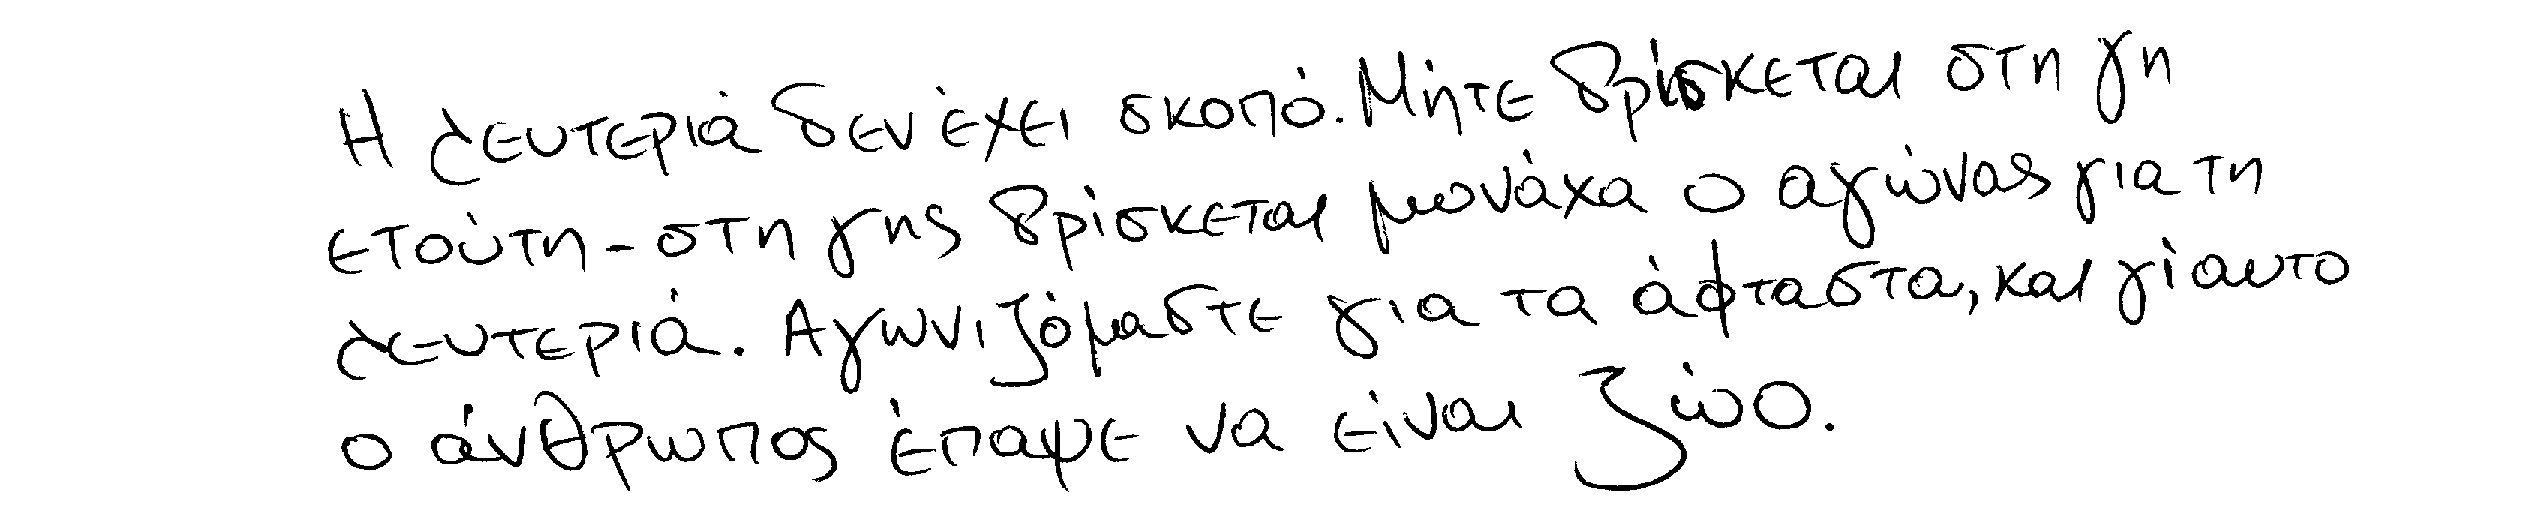 Η λευτεριά δεν έχει σκοπό. Μήτε βρίσκεται στη γη
ετούτη - στη γης βρίσκεται μονάχα ο αγώνας για τη
λευτεριά. Αγωνιζόμαστε για τα άφταστα, και γι αυτο
ο άνθρωπος έπαψε να είναι ζώο.